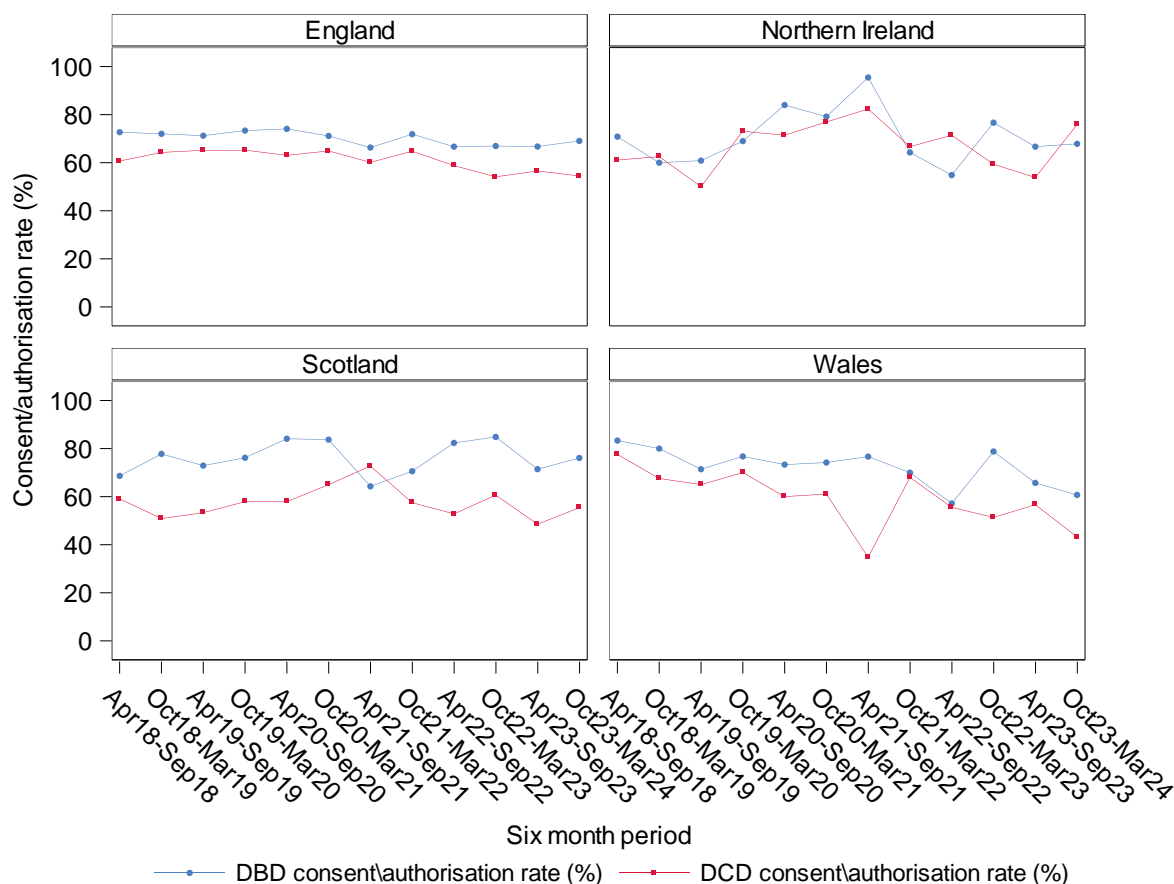 England
Northern Ireland
Consent/authorisation rate (%)
100
80
60
40
20
0
Scotland
Wales
100
80
60
40
20
0
Apr18-Sep18
Oct18-Mar19
Apr19-Sep19
Oct19-Mar20
Apr20-Sep20
Oct20-Mar21
Apr21-Sep21
Oct21-Mar22
Apr22-Sep22
Oct22-Mar23
Apr23-Sep23
Oct23-Mar24
Apr18-Sep18
Oct18-Mar19
Apr19-Sep19
Oct19-Mar20
Apr20-Sep20
Oct20-Mar21
Apr21-Sep21
Oct21-Mar22
Apr22-Sep22
Oct22-Mar23
Apr23-Sep23
Oct23-Mar24
Six month period
DBD consent\authorisation rate (%) DCD consent\authorisation rate (%)